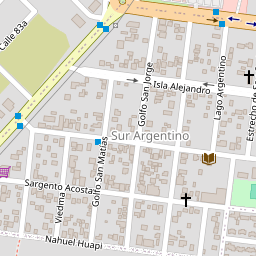 Calle 83a
Golfo San Jorge
Isla Alejandro
Lago Argentino
Estrecho de
Sur Argentino
Golfo San Matías
Sargento Acosta
Viedma
Nahuel Huapi